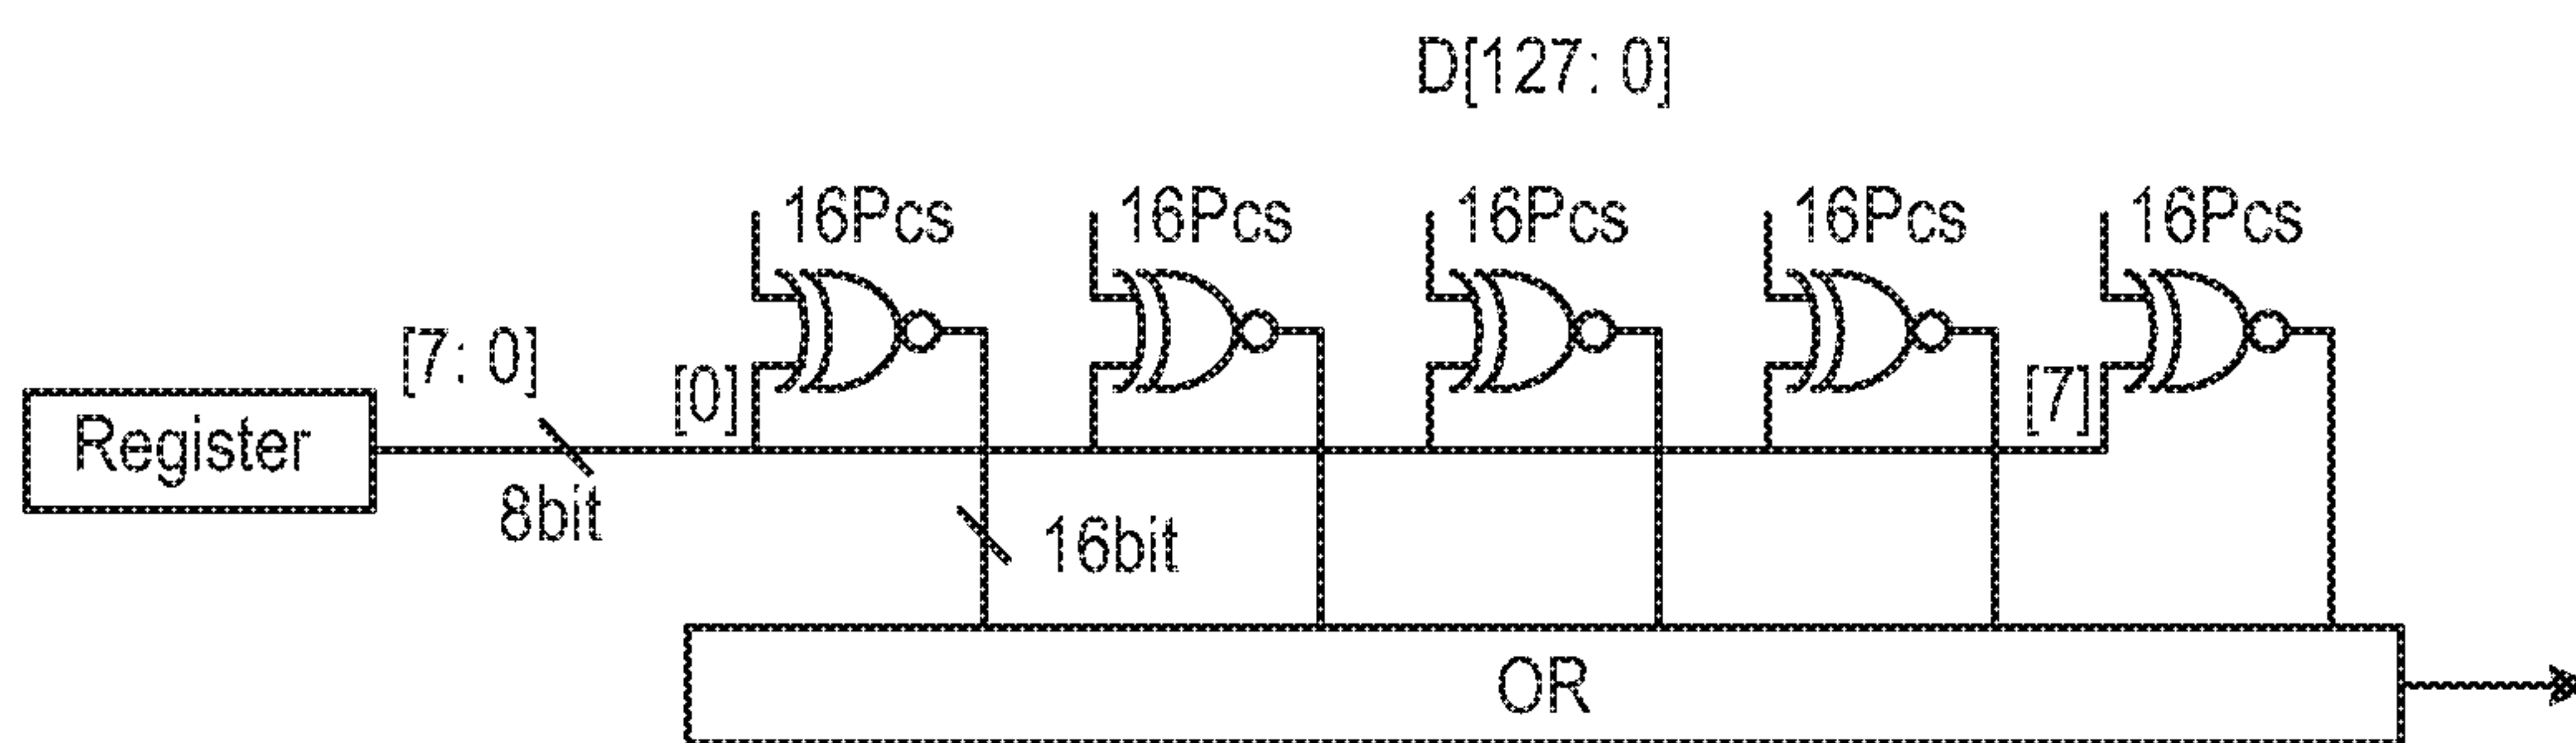 D[127: 0]
16Pcs 16Pcs 16Pcs 16Pcs 16Pcs
[7: 0]
[0]
[7]
Register
8bit
16bit
OR